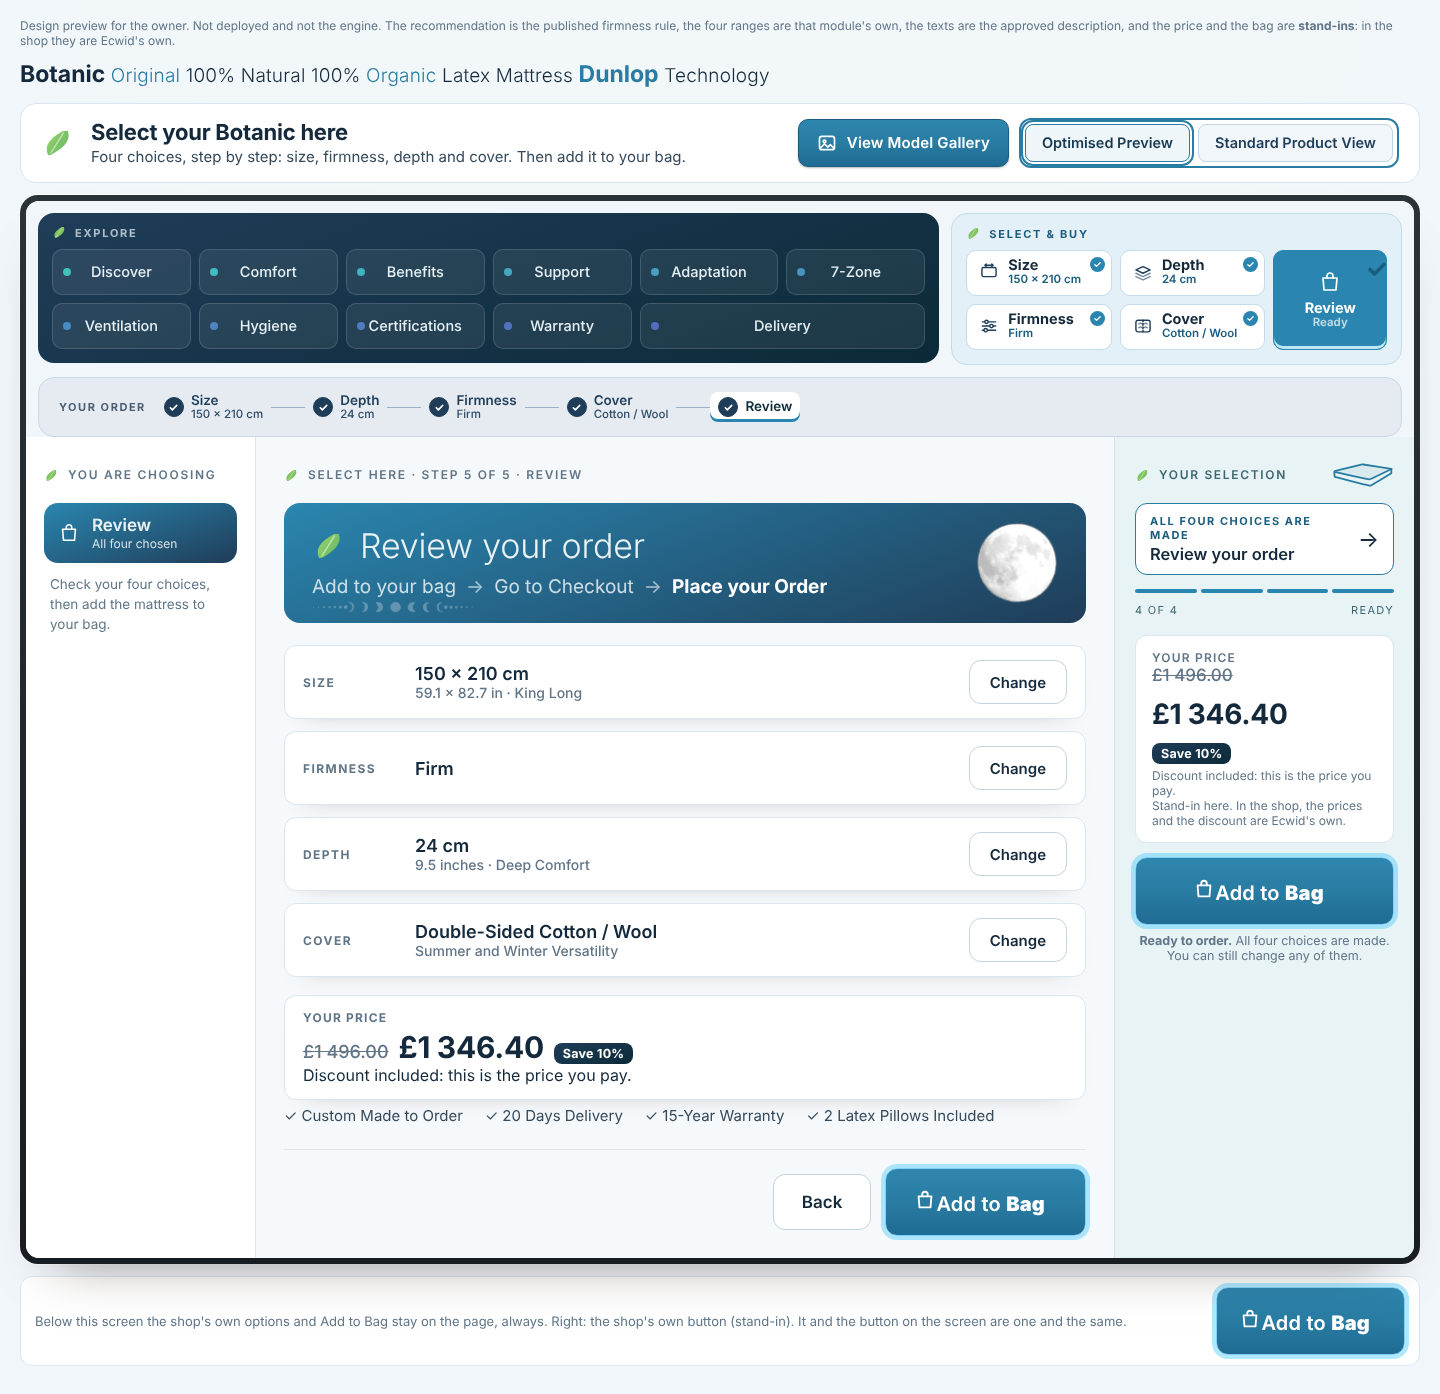 Design preview for the owner. Not deployed and not the engine. The recommendation is the published firmness rule, the four ranges are that module's own, the texts are the approved description, and the price and the bag are stand-ins: in the
shop they are Ecwid's own.
Botanic Original 100% Natural 100% Organic Latex Mattress Dunlop Technology
Select your Botanic here
Four choices, step by step: size, firmness, depth and cover. Then add it to your bag.
View Model Gallery
Optimised Preview
Standard Product View
EXPLORE
Discover
Comfort
Benefits
Support
Adaptation
7-Zone
Ventilation
Hygiene
Certifications
Warranty
Delivery
SELECT & BUY
Size
150 × 210 cm
Depth
24 cm
Firmness
Firm
Cover
Cotton / Wool
Review
Ready
YOUR ORDER
Size
150 × 210 cm
Depth
24 cm
Firmness
Firm
Cover
Cotton / Wool
Review
YOU ARE CHOOSING
Review
All four chosen
Check your four choices,
then add the mattress to
your bag.
SELECT HERE · STEP 5 OF 5 · REVIEW
Review your order
Add to your bag → Go to Checkout → Place your Order
SIZE
150 × 210 cm
59.1 × 82.7 in · King Long
Change
FIRMNESS
Firm
Change
DEPTH
24 cm
9.5 inches · Deep Comfort
Change
COVER
Double-Sided Cotton / Wool
Summer and Winter Versatility
Change
YOUR PRICE
£1 496.00 £1 346.40 Save 10%
Discount included: this is the price you pay.
✓ Custom Made to Order ✓ 20 Days Delivery ✓ 15-Year Warranty ✓ 2 Latex Pillows Included
Back
Add to Bag
YOUR SELECTION
ALL FOUR CHOICES ARE
MADE
Review your order
4 OF 4
READY
YOUR PRICE
£1 496.00
£1 346.40
Save 10%
Discount included: this is the price you
pay.
Stand-in here. In the shop, the prices
and the discount are Ecwid's own.
Add to Bag
Ready to order. All four choices are made.
You can still change any of them.
Below this screen the shop's own options and Add to Bag stay on the page, always. Right: the shop's own button (stand-in). It and the button on the screen are one and the same.
Add to Bag